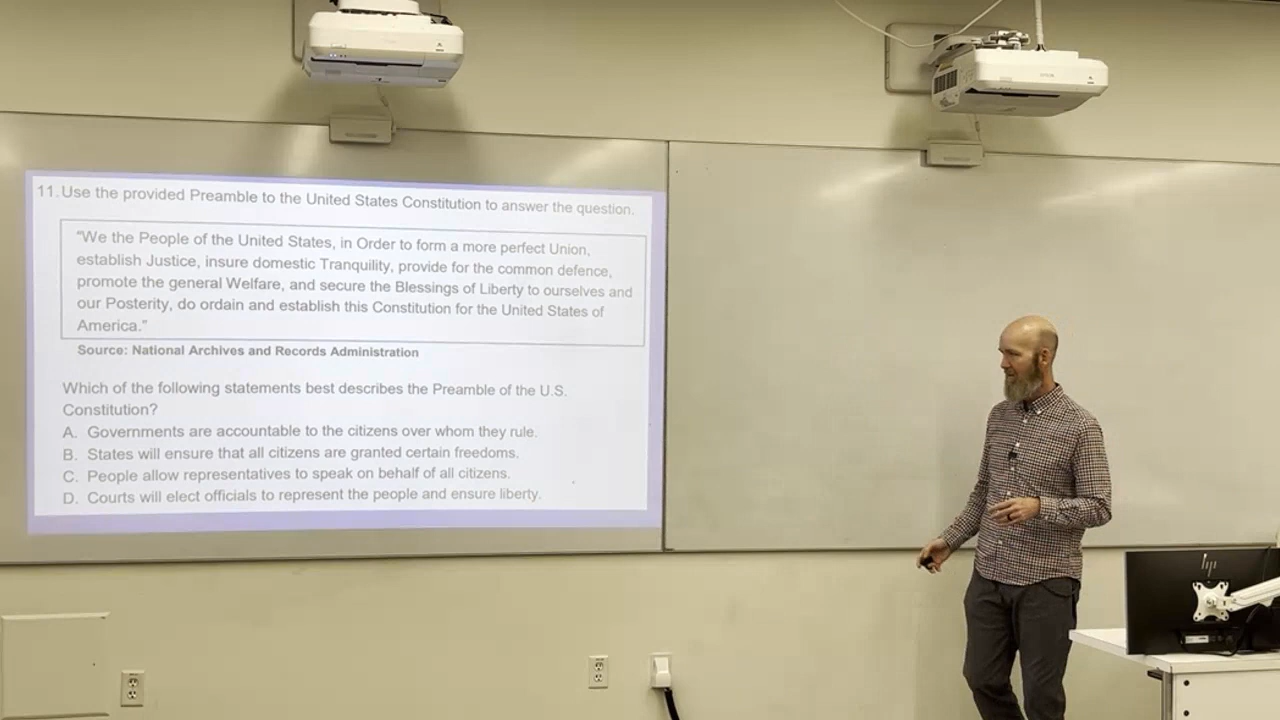 11. Use the provided Preamble to the United States Constitution to answer the question.
"We the People of the United States, in Order to form a more perfect Union,
establish Justice, insure domestic Tranquility, provide for the common defence,
promote the general Welfare, and secure the Blessings of Liberty to ourselves and
our Posterity, do ordain and establish this Constitution for the United States of
America."
Source: National Archives and Records Administration
Which of the following statements best describes the Preamble of the U.S.
Constitution?
A. Governments are accountable to the citizens over whom they rule.
B. States will ensure that all citizens are granted certain freedoms.
C. People allow representatives to speak on behalf of all citizens.
D. Courts will elect officials to represent the people and ensure liberty.
EPSON
hp